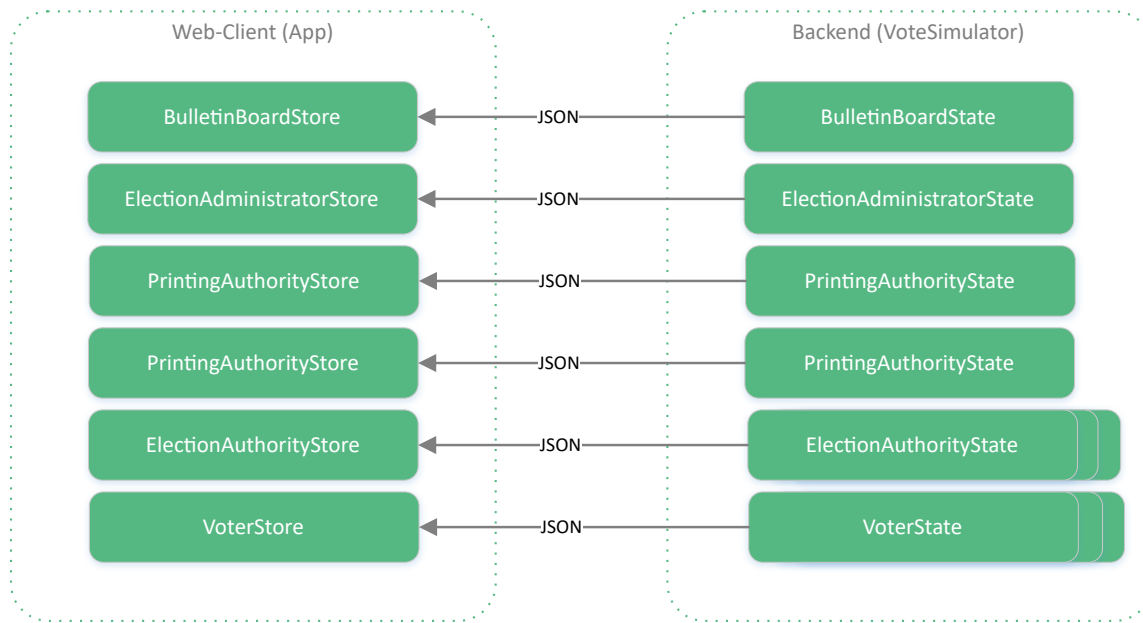 Web-Client (App)
Backend (VoteSimulator)
BulletinBoardStore
JSON
BulletinBoardState
ElectionAdministratorStore
JSON
ElectionAdministratorState
PrintingAuthorityStore
JSON
PrintingAuthorityState
PrintingAuthorityStore
JSON
PrintingAuthorityState
ElectionAuthorityStore
JSON
ElectionAuthorityState
VoterStore
JSON
VoterState